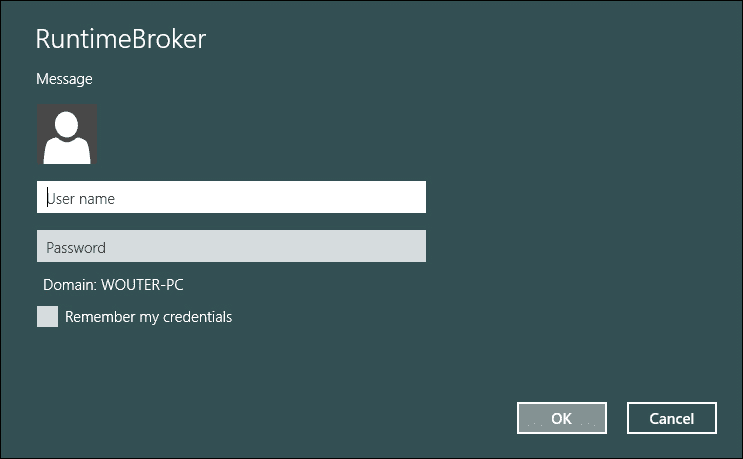 RuntimeBroker
Message
User name
Password
Domain: WOUTER-PC
Remember my credentials
OK Cancel